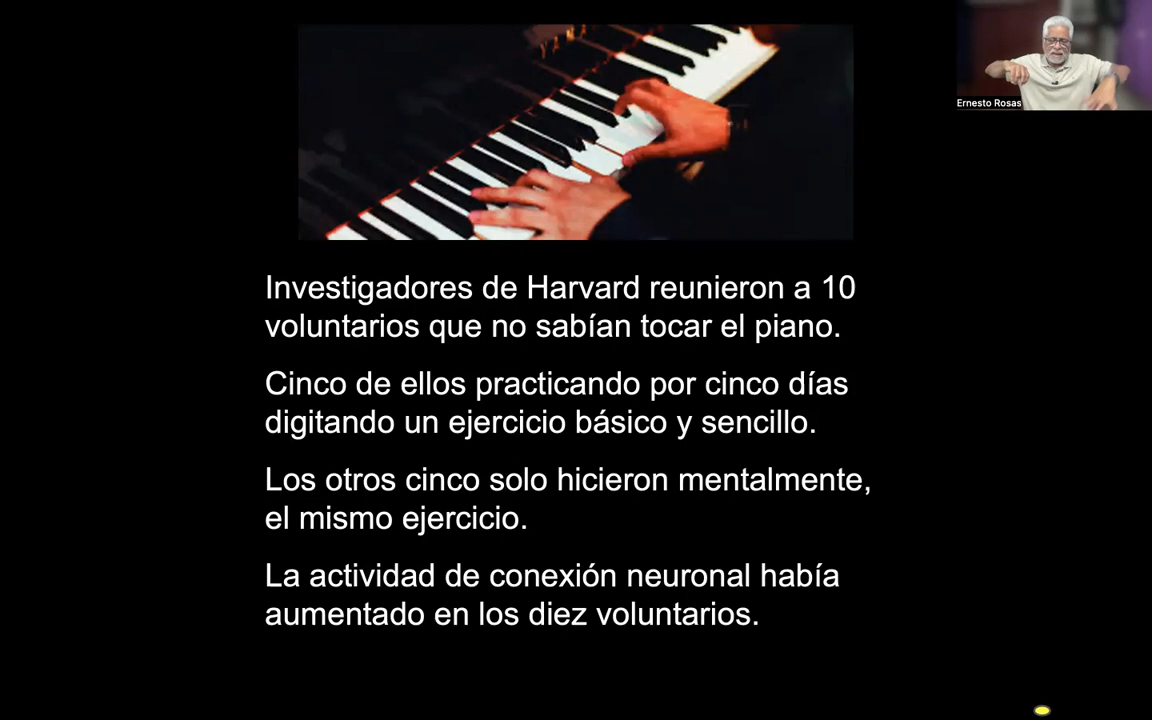 Ernesto Rosas
Investigadores de Harvard reunieron a 10
voluntarios que no sabían tocar el piano.
Cinco de ellos practicando por cinco días
digitando un ejercicio básico y sencillo.
Los otros cinco solo hicieron mentalmente,
el mismo ejercicio.
La actividad de conexión neuronal había
aumentado en los diez voluntarios.